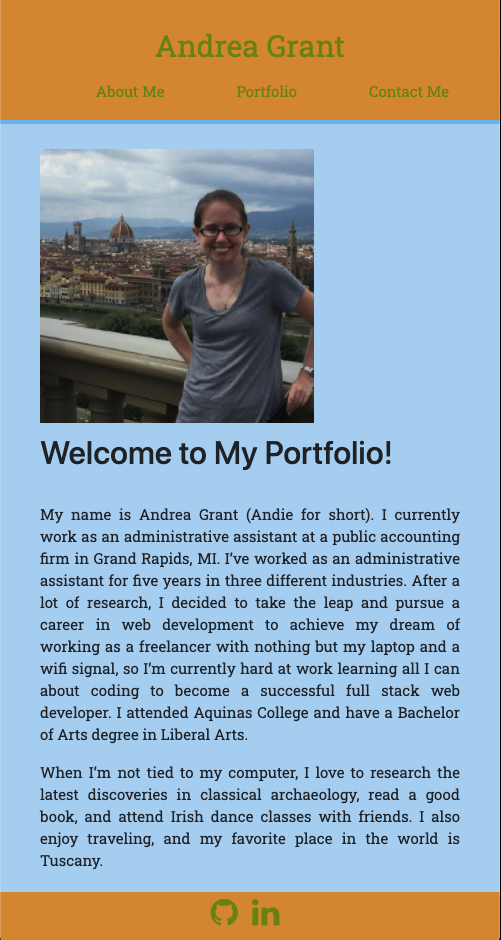 Andrea Grant
About Me Portfolio Contact Me
Welcome to My Portfolio!
My name is Andrea Grant (Andie for short). I currently
work as an administrative assistant at a public accounting
firm in Grand Rapids, MI. I’ve worked as an administrative
assistant for five years in three different industries. After a
lot of research, I decided to take the leap and pursue a
career in web development to achieve my dream of
working as a freelancer with nothing but my laptop and a
wifi signal, so I’m currently hard at work learning all I can
about coding to become a successful full stack web
developer. I attended Aquinas College and have a Bachelor
of Arts degree in Liberal Arts.
When I’m not tied to my computer, I love to research the
latest discoveries in classical archaeology, read a good
book, and attend Irish dance classes with friends. I also
enjoy traveling, and my favorite place in the world is
Tuscany.
in